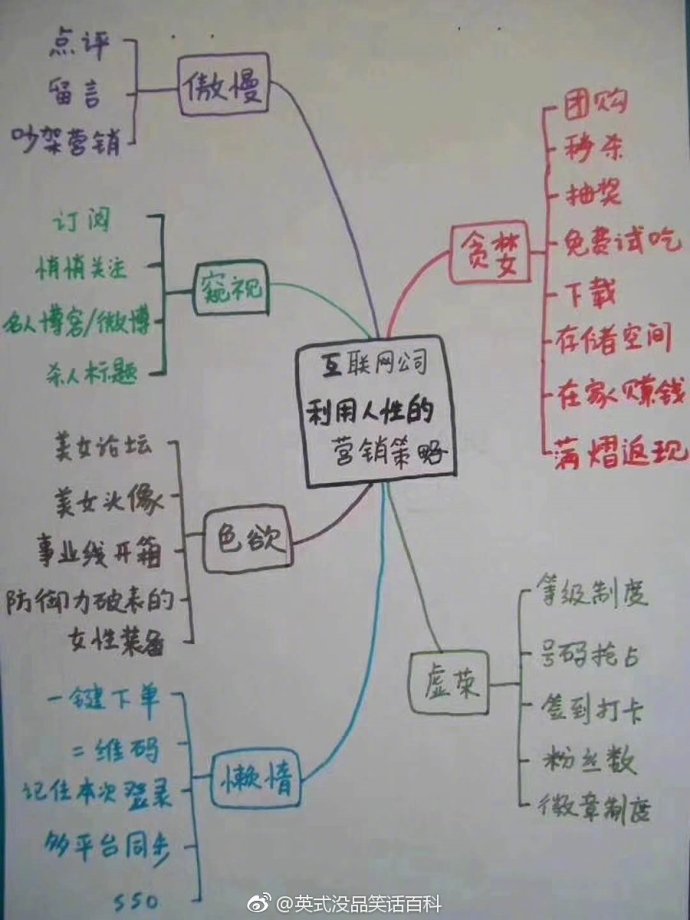 互联网公司
利用人性的
营销策略
傲慢
点评
留言
吵架营销
窥视
订阅
悄悄关注
名人博客/微博
杀人标题
色欲
美女论坛
美女头像
事业线开箱
防御力破表的
女性装备
懒惰
一键下单
二维码
记住本次登录
多平台同步
SSO
贪婪
团购
秒杀
抽奖
免费试吃
下载
存储空间
在家赚钱
满熠返现
虚荣
等级制度
号码抢占
签到打卡
粉丝数
徽章制度
@英式没品笑话百科